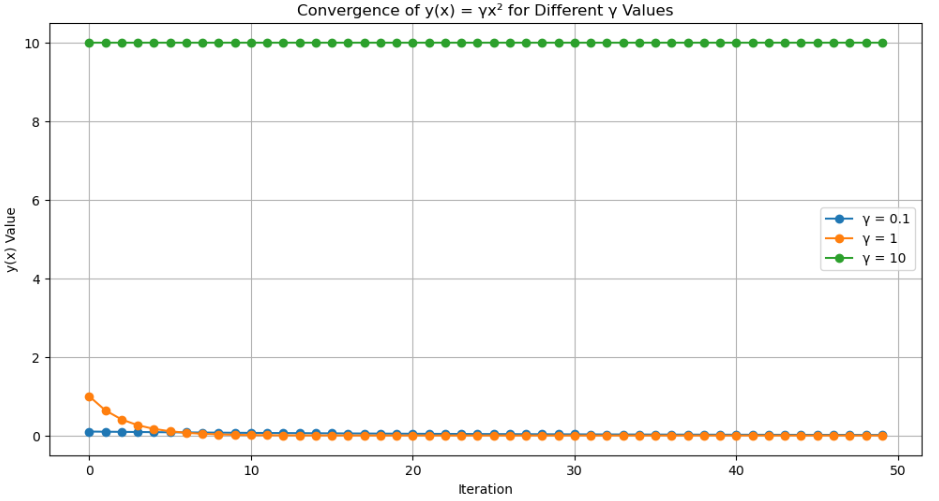 Convergence of y(x) = γx² for Different γ Values
10
8
6
4
2
0
y(x) Value
γ = 0.1
γ = 1
γ = 10
0 10 20 30 40 50
Iteration